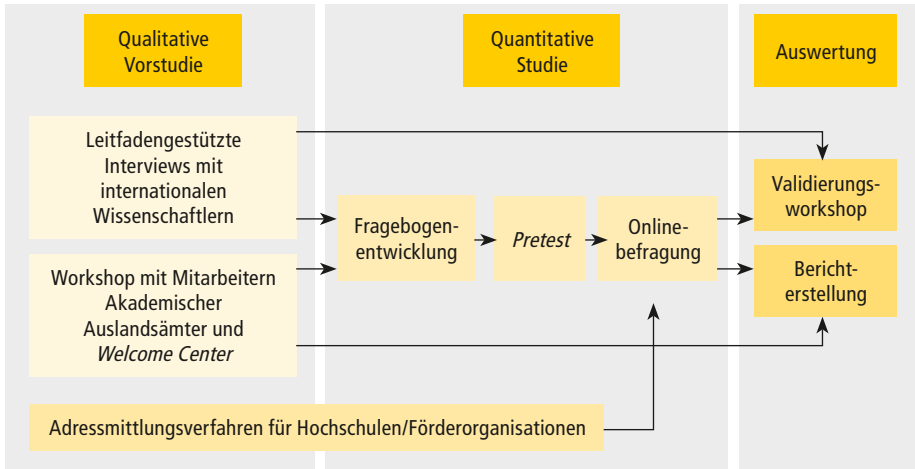 Qualitative
Vorstudie
Quantitative
Studie
Auswertung
Leitfadengestützte
Interviews mit
internationalen
Wissenschaftlern
Workshop mit Mitarbeitern
Akademischer
Auslandsämter und
Welcome Center
Fragebogen-
entwicklung
Pretest
Online-
befragung
Validierungs-
workshop
Bericht-
erstellung
Adressmittlungsverfahren für Hochschulen/Förderorganisationen